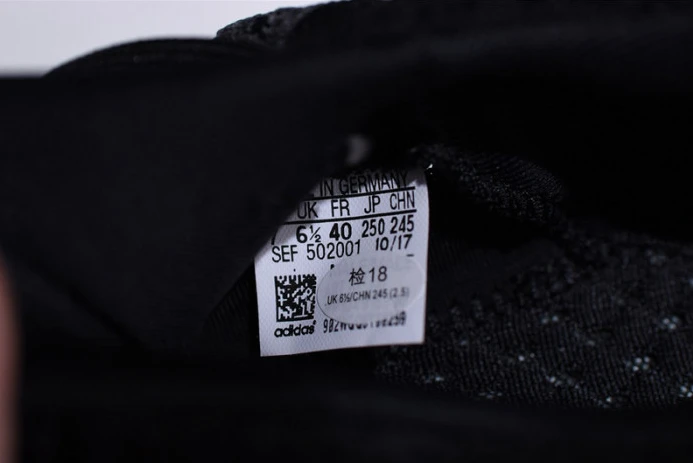 IN GERMANY
UK FR JP CHN
7 6½ 40 250 245
SEF 502001 10/17
检18
UK 6½/CHN 245 (2.5)
adidas